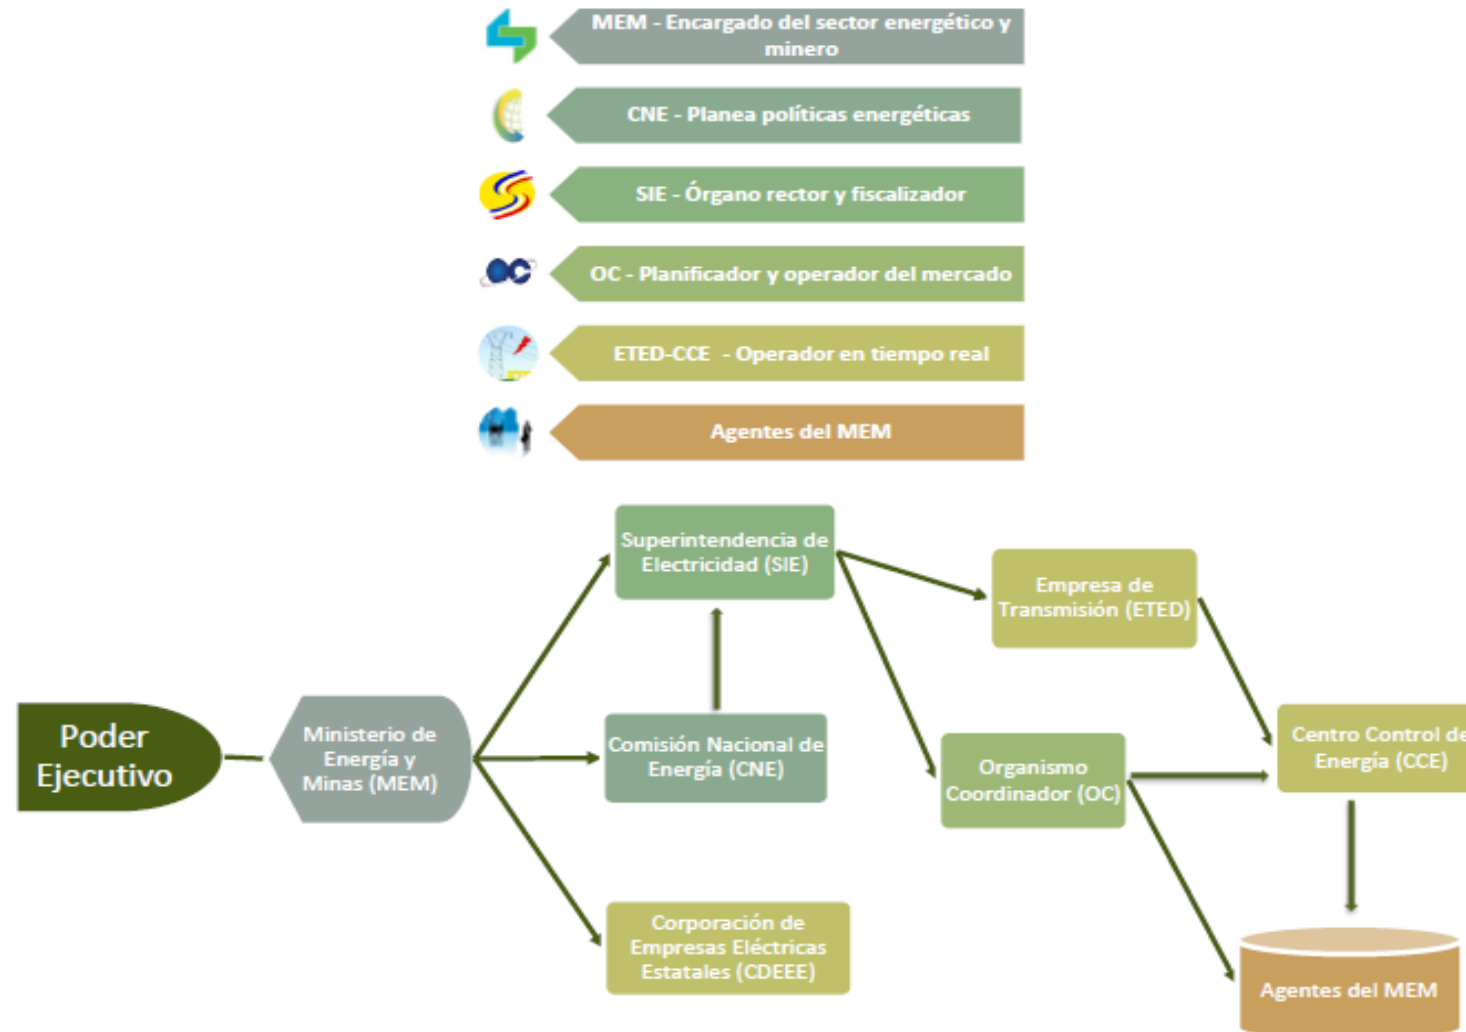 MEM - Encargado del sector energético y
minero
CNE - Planea políticas energéticas
SIE - Órgano rector y fiscalizador
OC - Planificador y operador del mercado
ETED-CCE - Operador en tiempo real
Agentes del MEM
Superintendencia de
Electricidad (SIE)
Empresa de
Transmisión (ETED)
Poder
Ejecutivo
Ministerio de
Energía y
Minas (MEM)
Comisión Nacional de
Energía (CNE)
Organismo
Coordinador (OC)
Centro Control de
Energía (CCE)
Corporación de
Empresas Eléctricas
Estatales (CDEEE)
Agentes del MEM